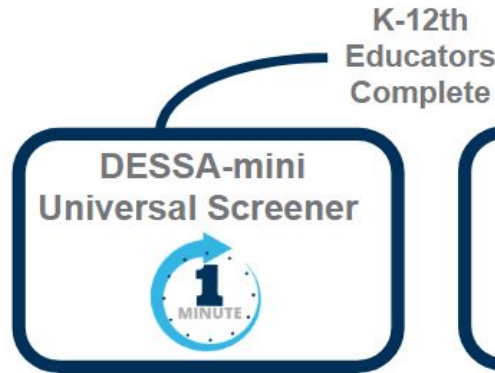 K-12th
Educators
Complete
DESSA-mini
Universal Screener
1
MINUTE